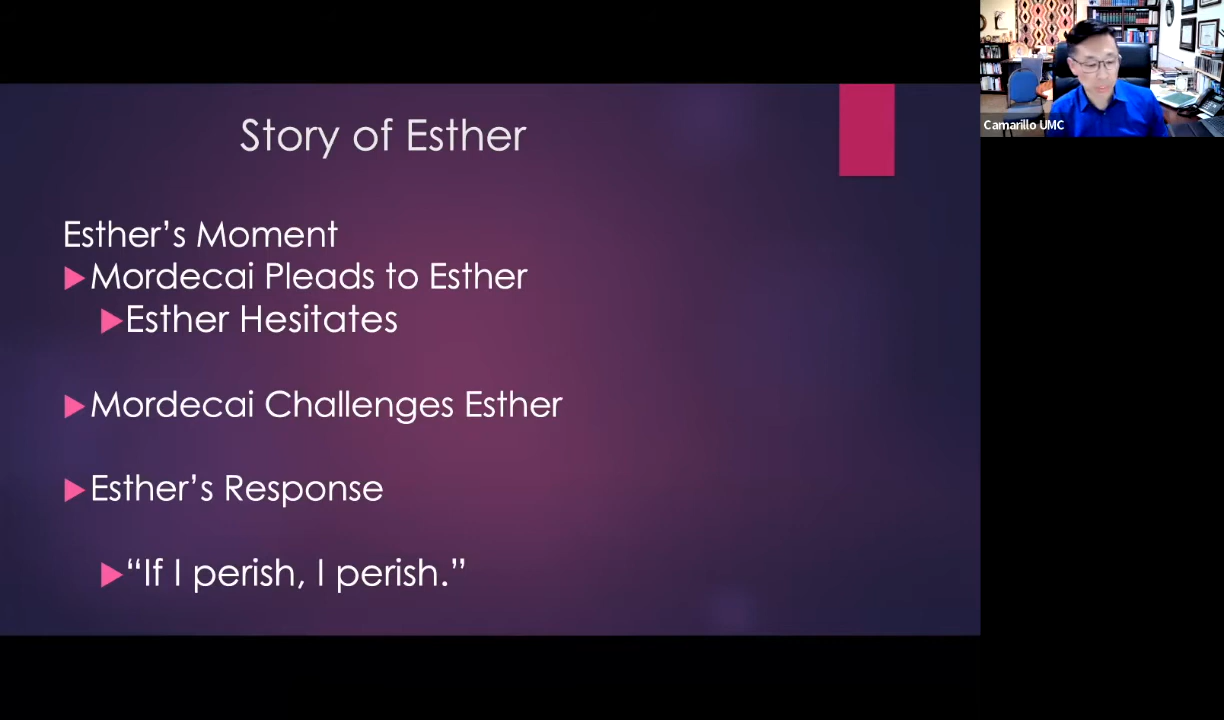 Story of Esther
Esther’s Moment
Mordecai Pleads to Esther
Esther Hesitates
Mordecai Challenges Esther
Esther’s Response
“If I perish, I perish.”
Camarillo UMC